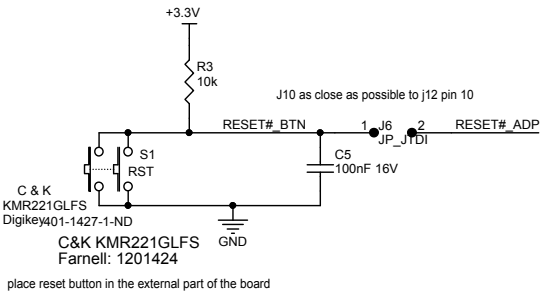 +3.3V
R3
10k
J10 as close as possible to j12 pin 10
RESET#_BTN
1 J6 2
RESET#_ADP
JP_JTDI
S1
RST
C5
100nF 16V
C & K
KMR221GLFS
Digikey401-1427-1-ND
C&K KMR221GLFS
Farnell: 1201424
GND
place reset button in the external part of the board